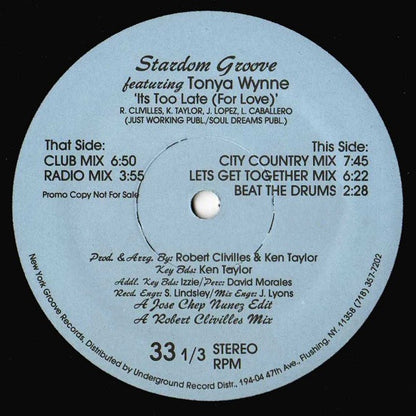 Stardom Groove
featuring Tonya Wynne
'Its Too Late (For Love)'
R. CLIVILLES, K. TAYLOR, J. LOPEZ, L. CABALLERO
(JUST WORKING PUBL./SOUL DREAMS PUBL.)
That Side:
CLUB MIX 6:50
RADIO MIX 3:55
Promo Copy Not For Sale
This Side:
CITY COUNTRY MIX 7:45
LETS GET TOGETHER MIX 6:22
BEAT THE DRUMS 2:28
Prod & Arrg. By: Robert Clivilles & Ken Taylor
Key Bds: Ken Taylor
Addl. Key Bds: Izzie/Perc: David Morales
Recd. Engr: S. Lindsley/Mix Engr: J. Lyons
A Jose Chep Nunez Edit
A Robert Clivilles Mix
33 1/3 STEREO
RPM
New York Groove Records, Distributed by Underground Record Distr., 194-04 47th Ave., Flushing, NY. 11358 (718) 357-7202